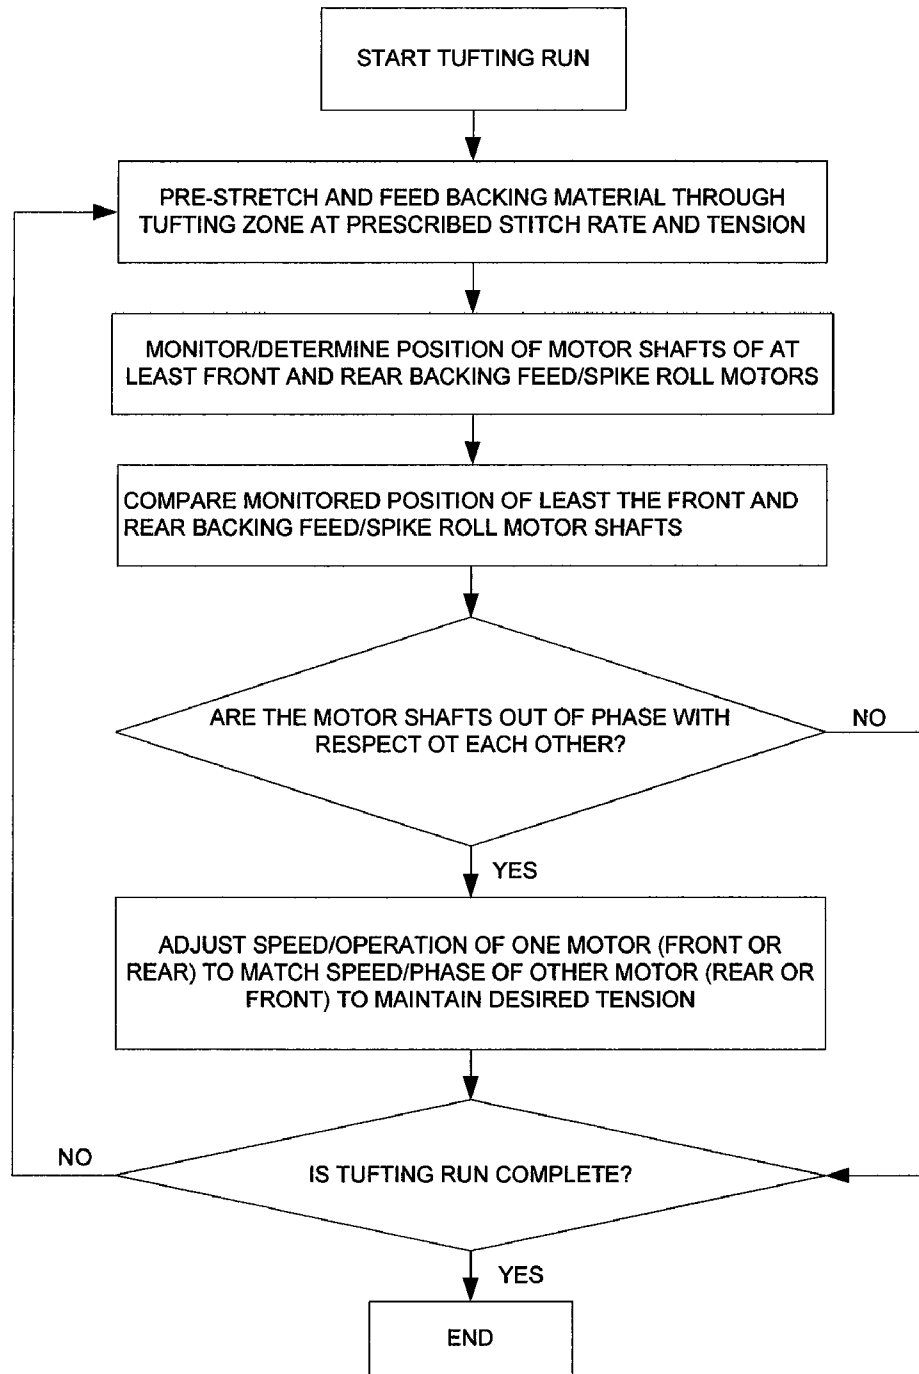 START TUFTING RUN
PRE-STRETCH AND FEED BACKING MATERIAL THROUGH
TUFTING ZONE AT PRESCRIBED STITCH RATE AND TENSION
MONITOR/DETERMINE POSITION OF MOTOR SHAFTS OF AT
LEAST FRONT AND REAR BACKING FEED/SPIKE ROLL MOTORS
COMPARE MONITORED POSITION OF LEAST THE FRONT AND
REAR BACKING FEED/SPIKE ROLL MOTOR SHAFTS
ARE THE MOTOR SHAFTS OUT OF PHASE WITH
RESPECT OT EACH OTHER?
NO
YES
ADJUST SPEED/OPERATION OF ONE MOTOR (FRONT OR
REAR) TO MATCH SPEED/PHASE OF OTHER MOTOR (REAR OR
FRONT) TO MAINTAIN DESIRED TENSION
NO
IS TUFTING RUN COMPLETE?
YES
END